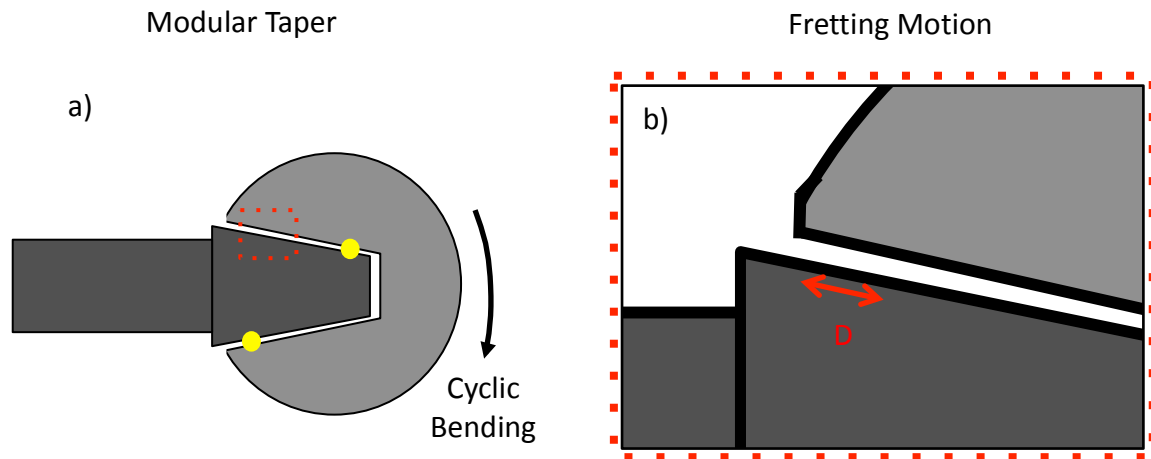 Modular Taper
Fretting Motion
a)
b)
D
Cyclic
Bending